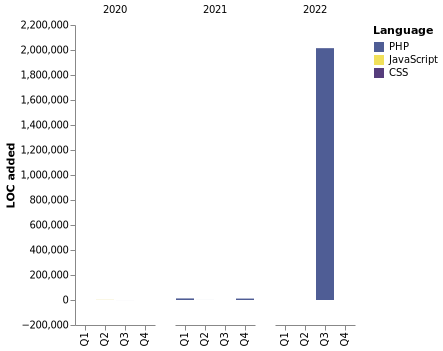 2020 2021 2022
Language
PHP
JavaScript
CSS
LOC added
2,200,000
2,000,000
1,800,000
1,600,000
1,400,000
1,200,000
1,000,000
800,000
600,000
400,000
200,000
0
−200,000
Q1 Q2 Q3 Q4 Q1 Q2 Q3 Q4 Q1 Q2 Q3 Q4